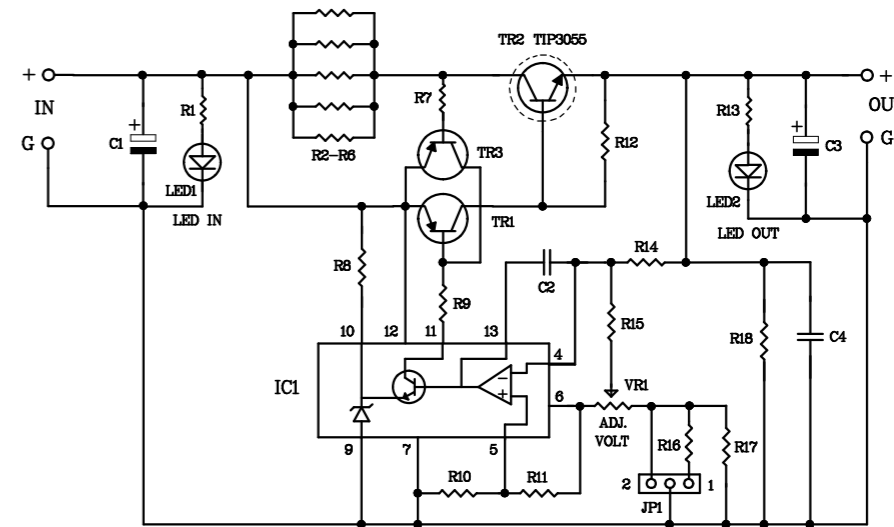 TR2 TIP3055
+ + +
IN R1 R7 R13 OU
+ +
G C1 R2-R6 TR3 R12 C3 G
LED1 LED2
LED IN TR1 LED OUT
R14
R8 C2
R9
R15 R18 C4
10 12 11 13
4
IC1 - VR1
+ 6
ADJ.
VOLT R16 R17
9 7 5
R10 R11 2 1
JP1